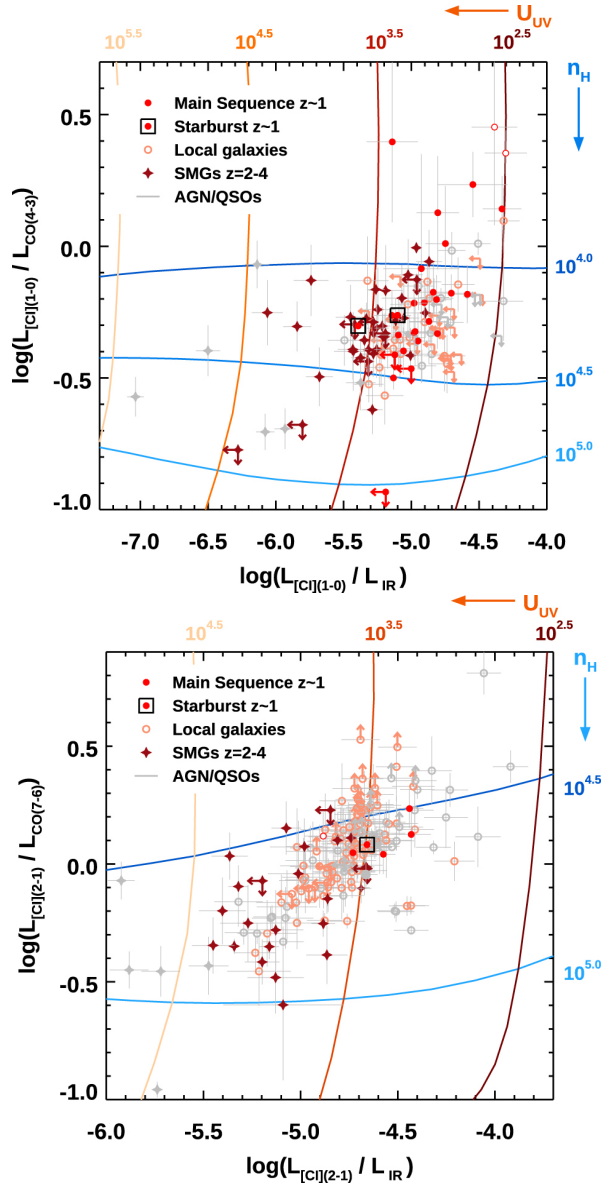 U_UV
10^5.5 10^4.5 10^3.5 10^2.5
n_H
Main Sequence z~1
Starburst z~1
Local galaxies
SMGs z=2-4
AGN/QSOs
0.5
0.0
-0.5
-1.0
10^4.0
10^4.5
10^5.0
log(L_[CI](1-0) / L_CO(4-3))
-7.0 -6.5 -6.0 -5.5 -5.0 -4.5 -4.0
log(L_[CI](1-0) / L_IR)
U_UV
10^4.5 10^3.5 10^2.5
n_H
Main Sequence z~1
Starburst z~1
Local galaxies
SMGs z=2-4
AGN/QSOs
0.5
0.0
-0.5
-1.0
10^4.5
10^5.0
log(L_[CI](2-1) / L_CO(7-6))
-6.0 -5.5 -5.0 -4.5 -4.0
log(L_[CI](2-1) / L_IR)